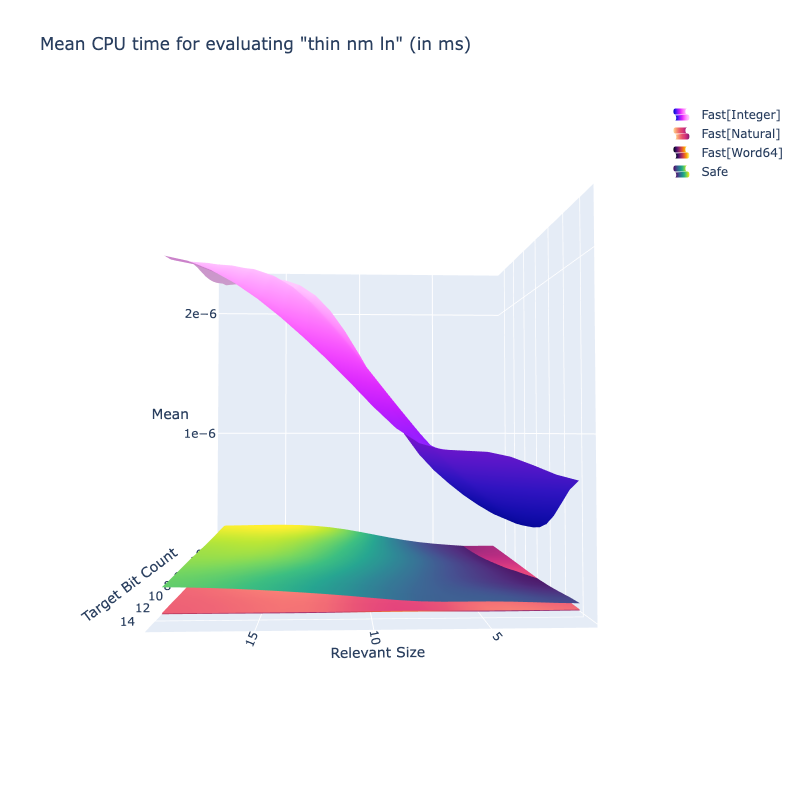 Mean CPU time for evaluating "thin nm ln" (in ms)
Fast[Integer]
Fast[Natural]
Fast[Word64]
Safe
2e−6
Mean
1e−6
Target Bit Count
8
10
12
14
15
10
5
Relevant Size